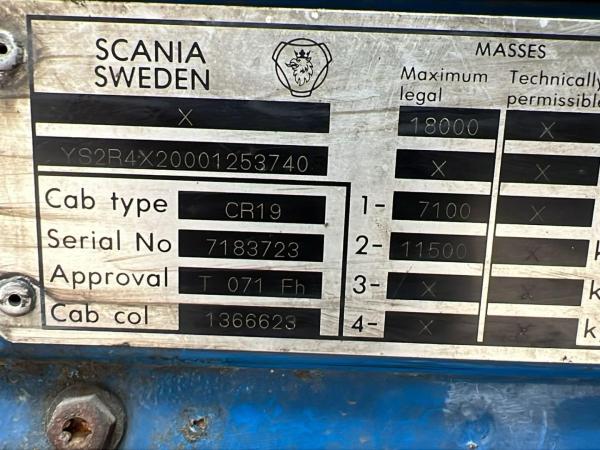 SCANIA
SWEDEN
MASSES
Maximum legal
Technically permissible
X
18000 X
YS2R4X20001253740
X X
Cab type CR19
1- 7100 X
Serial No 7183723
2- 11500 X k
Approval T 071 Fh
3- X X k
Cab col 1366623
4- X X k